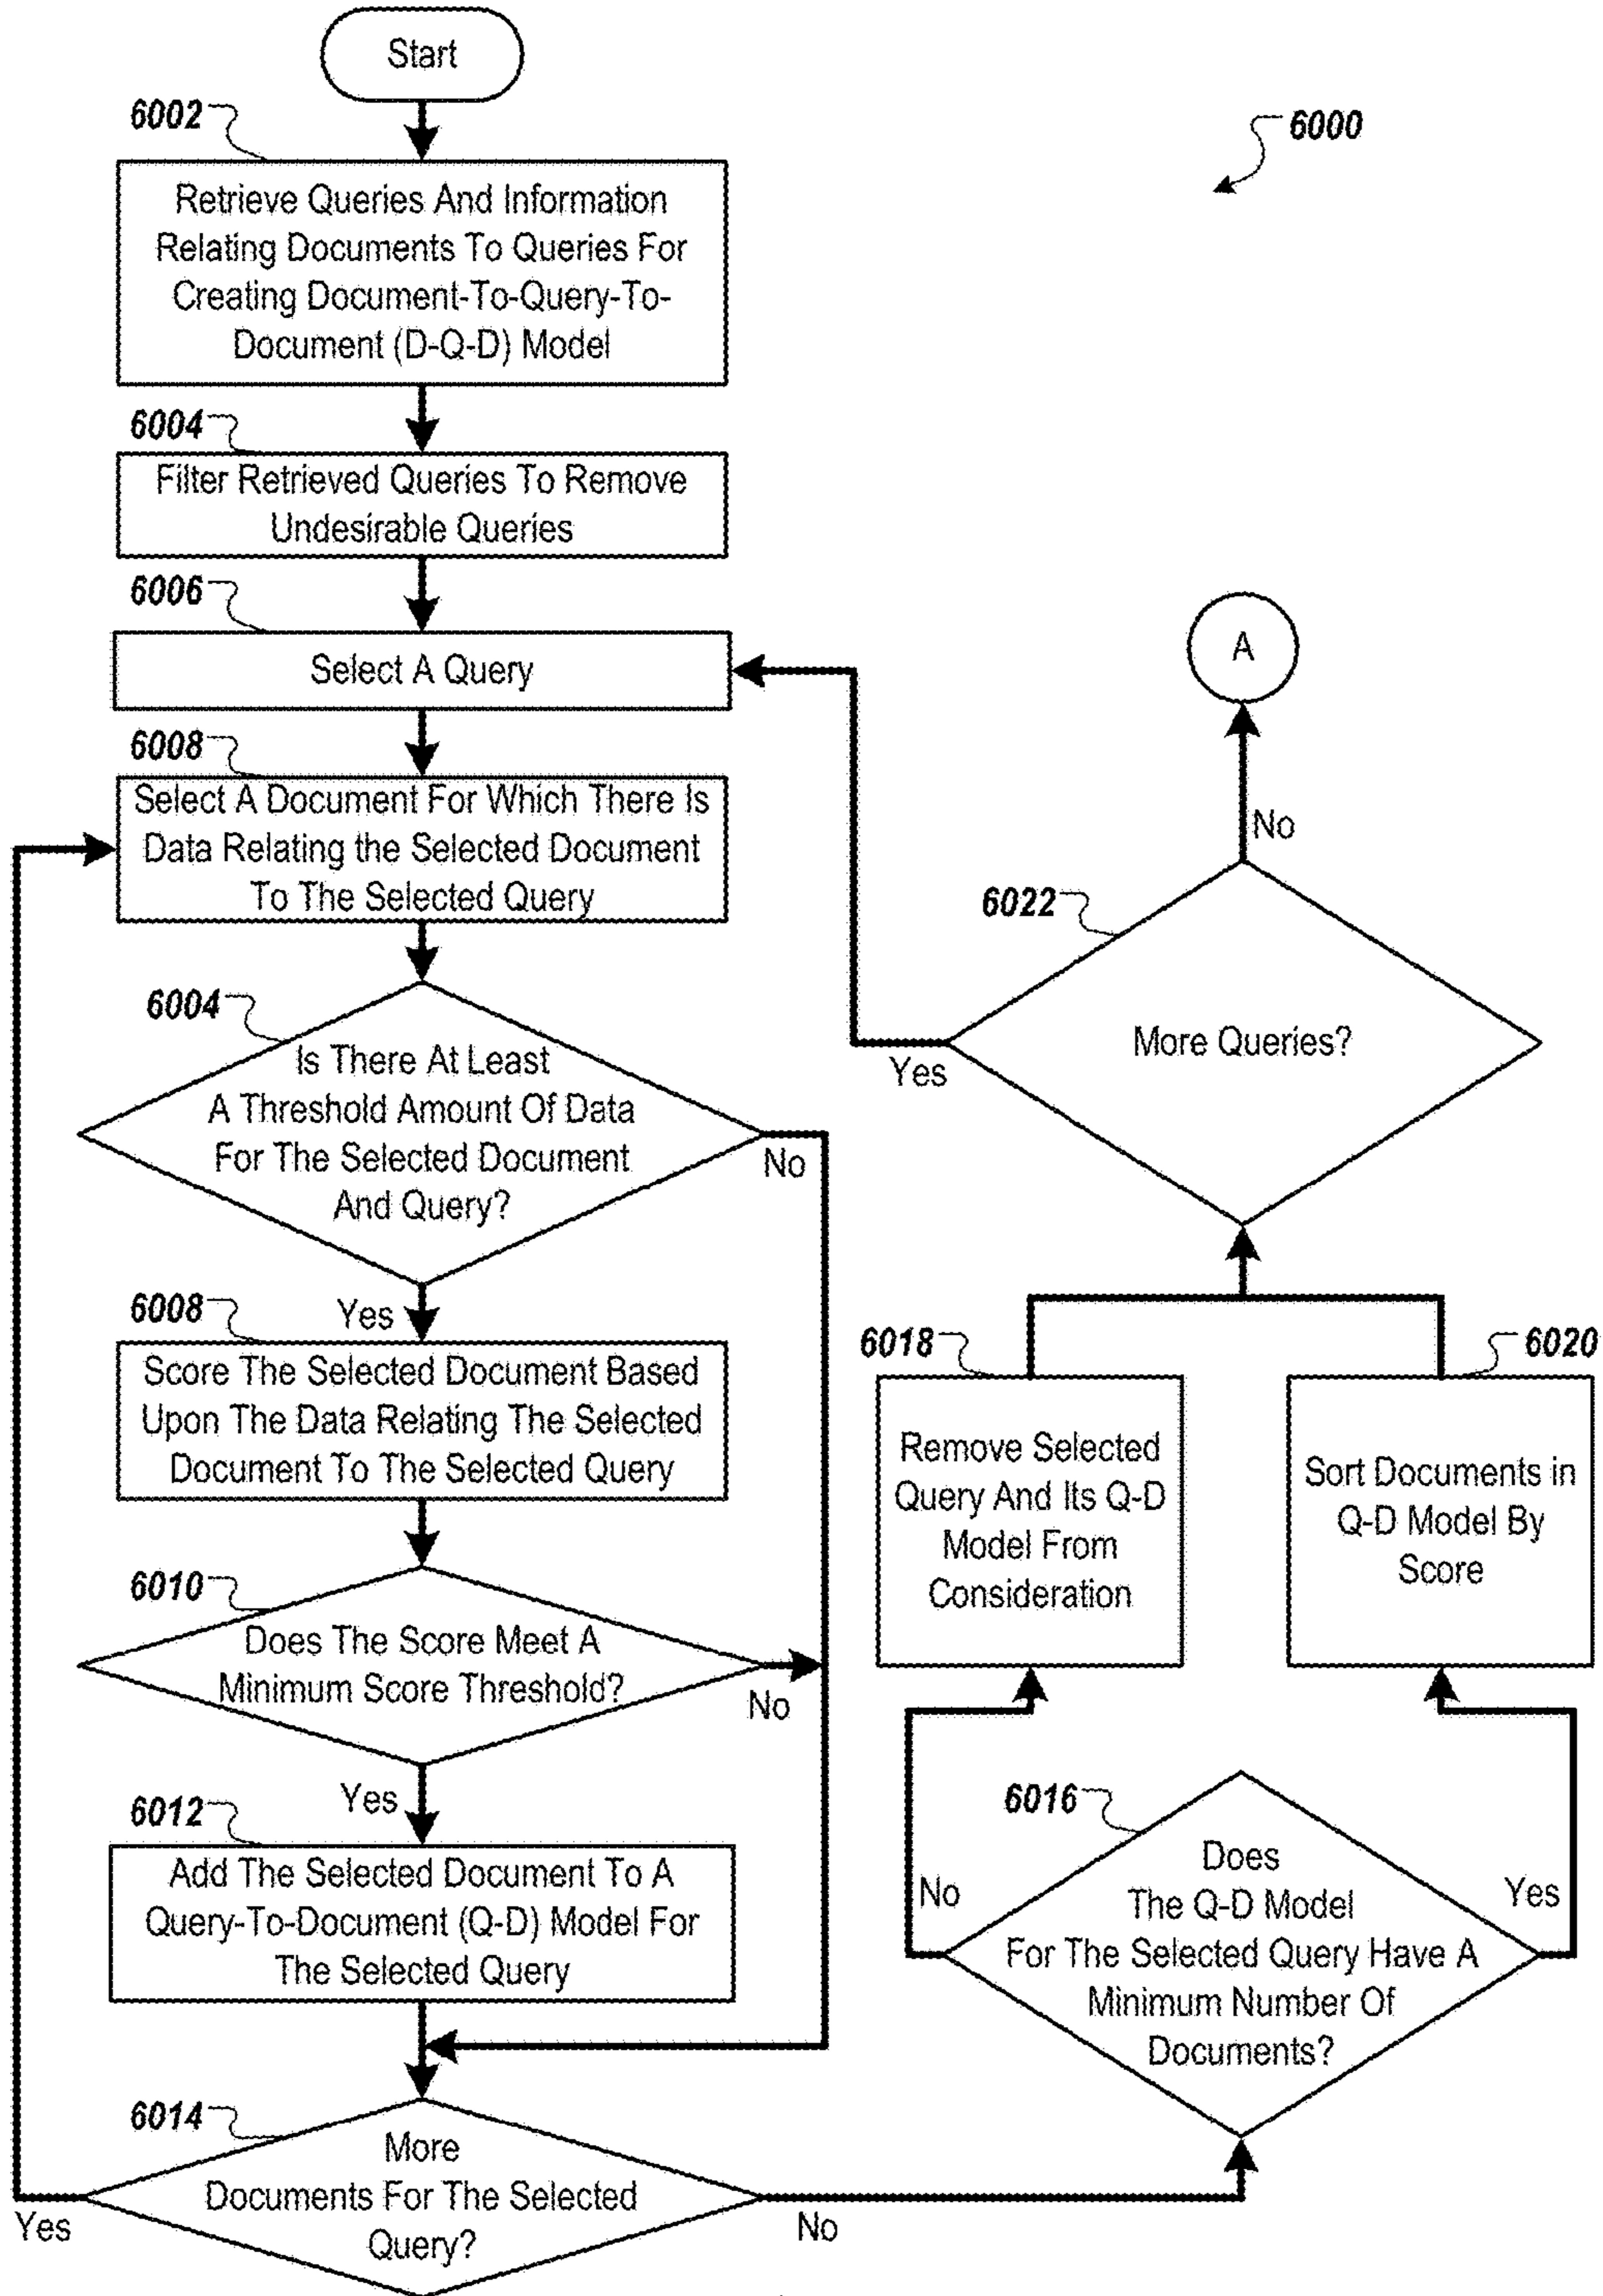 Start
6000
6002
Retrieve Queries And Information
Relating Documents To Queries For
Creating Document-To-Query-To-
Document (D-Q-D) Model
6004
Filter Retrieved Queries To Remove
Undesirable Queries
6006
Select A Query
6008
Select A Document For Which There Is
Data Relating the Selected Document
To The Selected Query
6004
Is There At Least
A Threshold Amount Of Data
For The Selected Document
And Query?
No
Yes
6008
Score The Selected Document Based
Upon The Data Relating The Selected
Document To The Selected Query
6010
Does The Score Meet A
Minimum Score Threshold?
No
Yes
6012
Add The Selected Document To A
Query-To-Document (Q-D) Model For
The Selected Query
6014
More
Documents For The Selected
Query?
Yes
No
6016
Does
The Q-D Model
For The Selected Query Have A
Minimum Number Of
Documents?
No
Yes
6018
Remove Selected
Query And Its Q-D
Model From
Consideration
6020
Sort Documents in
Q-D Model By
Score
6022
More Queries?
Yes
No
A